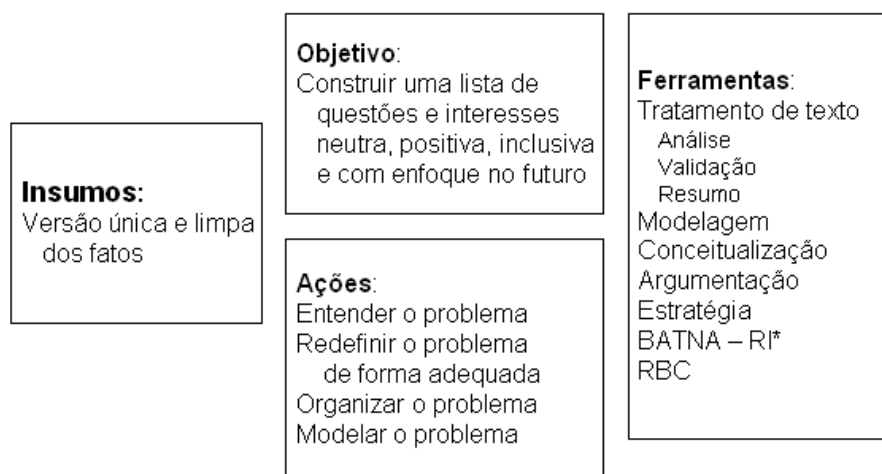 Insumos:
Versão única e limpa
dos fatos
Objetivo:
Construir uma lista de
questões e interesses
neutra, positiva, inclusiva
e com enfoque no futuro
Ações:
Entender o problema
Redefinir o problema
de forma adequada
Organizar o problema
Modelar o problema
Ferramentas:
Tratamento de texto
Análise
Validação
Resumo
Modelagem
Conceitualização
Argumentação
Estratégia
BATNA – RI*
RBC